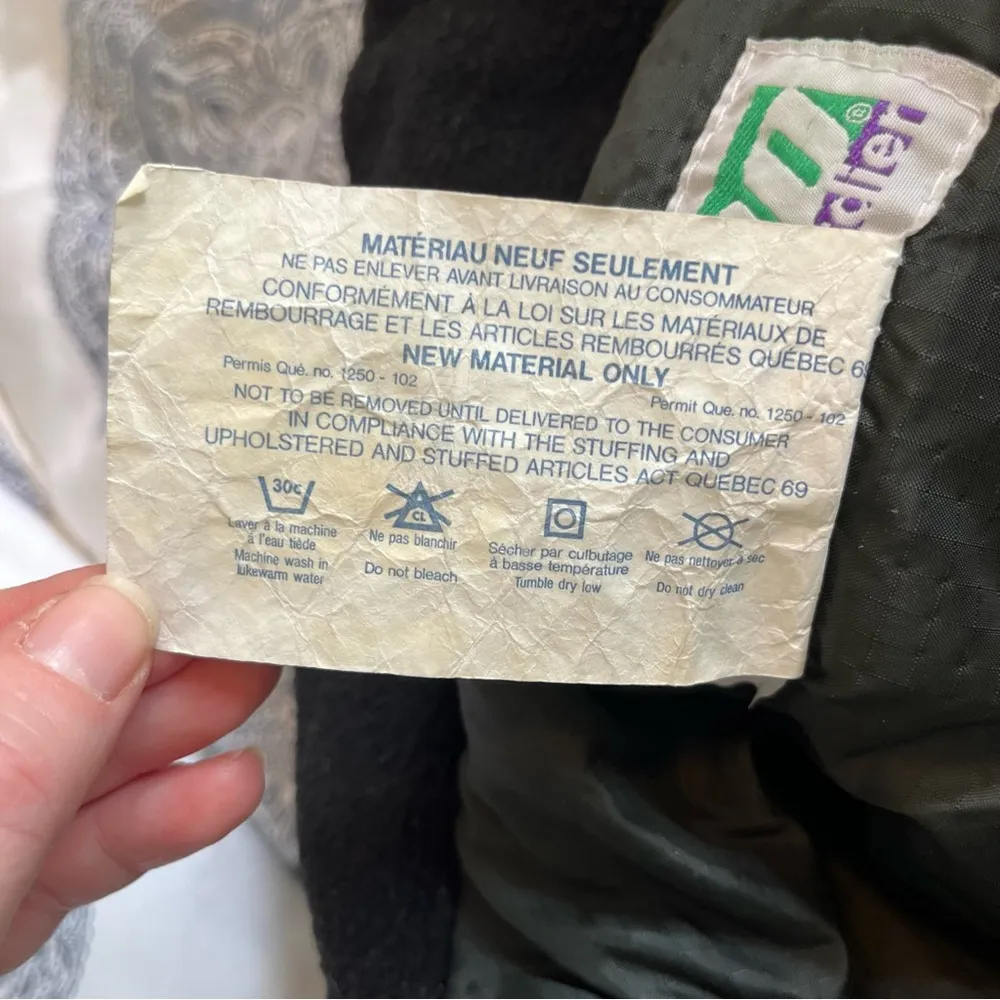 MATÉRIAU NEUF SEULEMENT
NE PAS ENLEVER AVANT LIVRAISON AU CONSOMMATEUR
CONFORMÉMENT À LA LOI SUR LES MATÉRIAUX DE
REMBOURRAGE ET LES ARTICLES REMBOURRÉS QUÉBEC
NEW MATERIAL ONLY
Permis Qué. no. 1250 - 102
Permit Que. no. 1250 - 102
NOT TO BE REMOVED UNTIL DELIVERED TO THE CONSUMER
IN COMPLIANCE WITH THE STUFFING AND
UPHOLSTERED AND STUFFED ARTICLES ACT QUÉBEC 69
30c
CL
Laver à la machine
à l'eau tiède
Machine wash in
lukewarm water
Ne pas blanchir
Do not bleach
Sécher par culbutage
à basse température
Tumble dry low
Ne pas nettoyer à sec
Do not dry clean